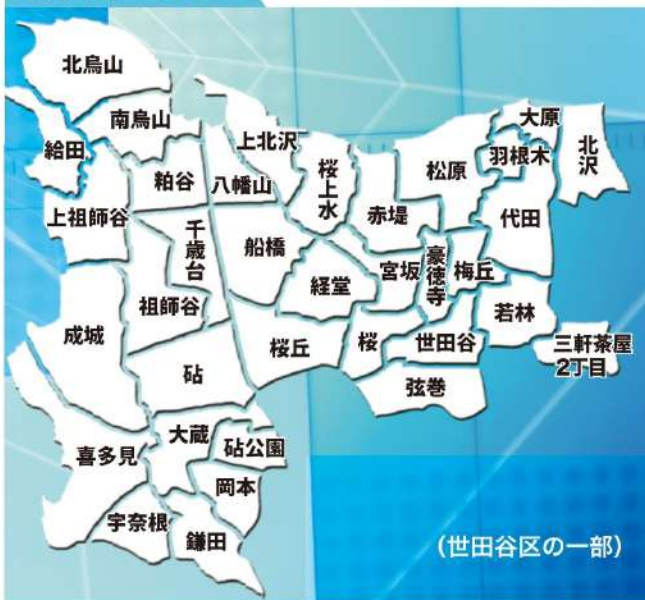 北烏山
南烏山
給田
上北沢
大原
羽根木
北沢
桜上水
松原
粕谷
八幡山
赤堤
代田
上祖師谷
千歳台
船橋
豪徳寺
宮坂
梅丘
経堂
祖師谷
若林
成城
桜丘
桜
世田谷
三軒茶屋
2丁目
砧
弦巻
大蔵
砧公園
喜多見
岡本
宇奈根
鎌田
(世田谷区の一部)